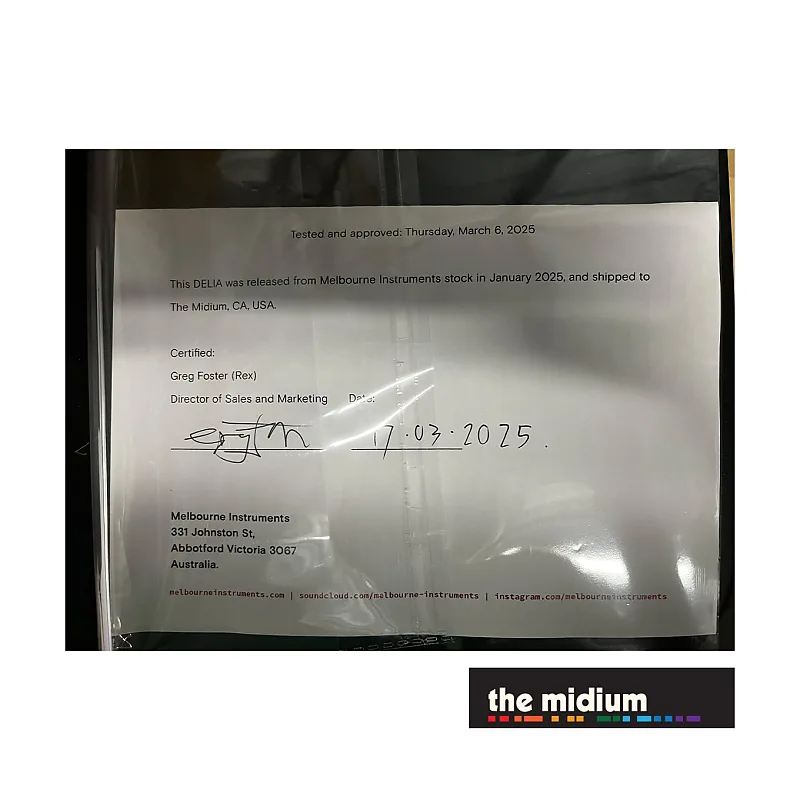 Tested and approved: Thursday, March 6, 2025
This DELIA was released from Melbourne Instruments stock in January 2025, and shipped to
The Midium, CA, USA.
Certified:
Greg Foster (Rex)
Director of Sales and Marketing Date:
17.03.2025.
Melbourne Instruments
331 Johnston St,
Abbotford Victoria 3067
Australia.
melbourneinstruments.com | soundcloud.com/melbourne-instruments | instagram.com/melbourneinstruments
the midium